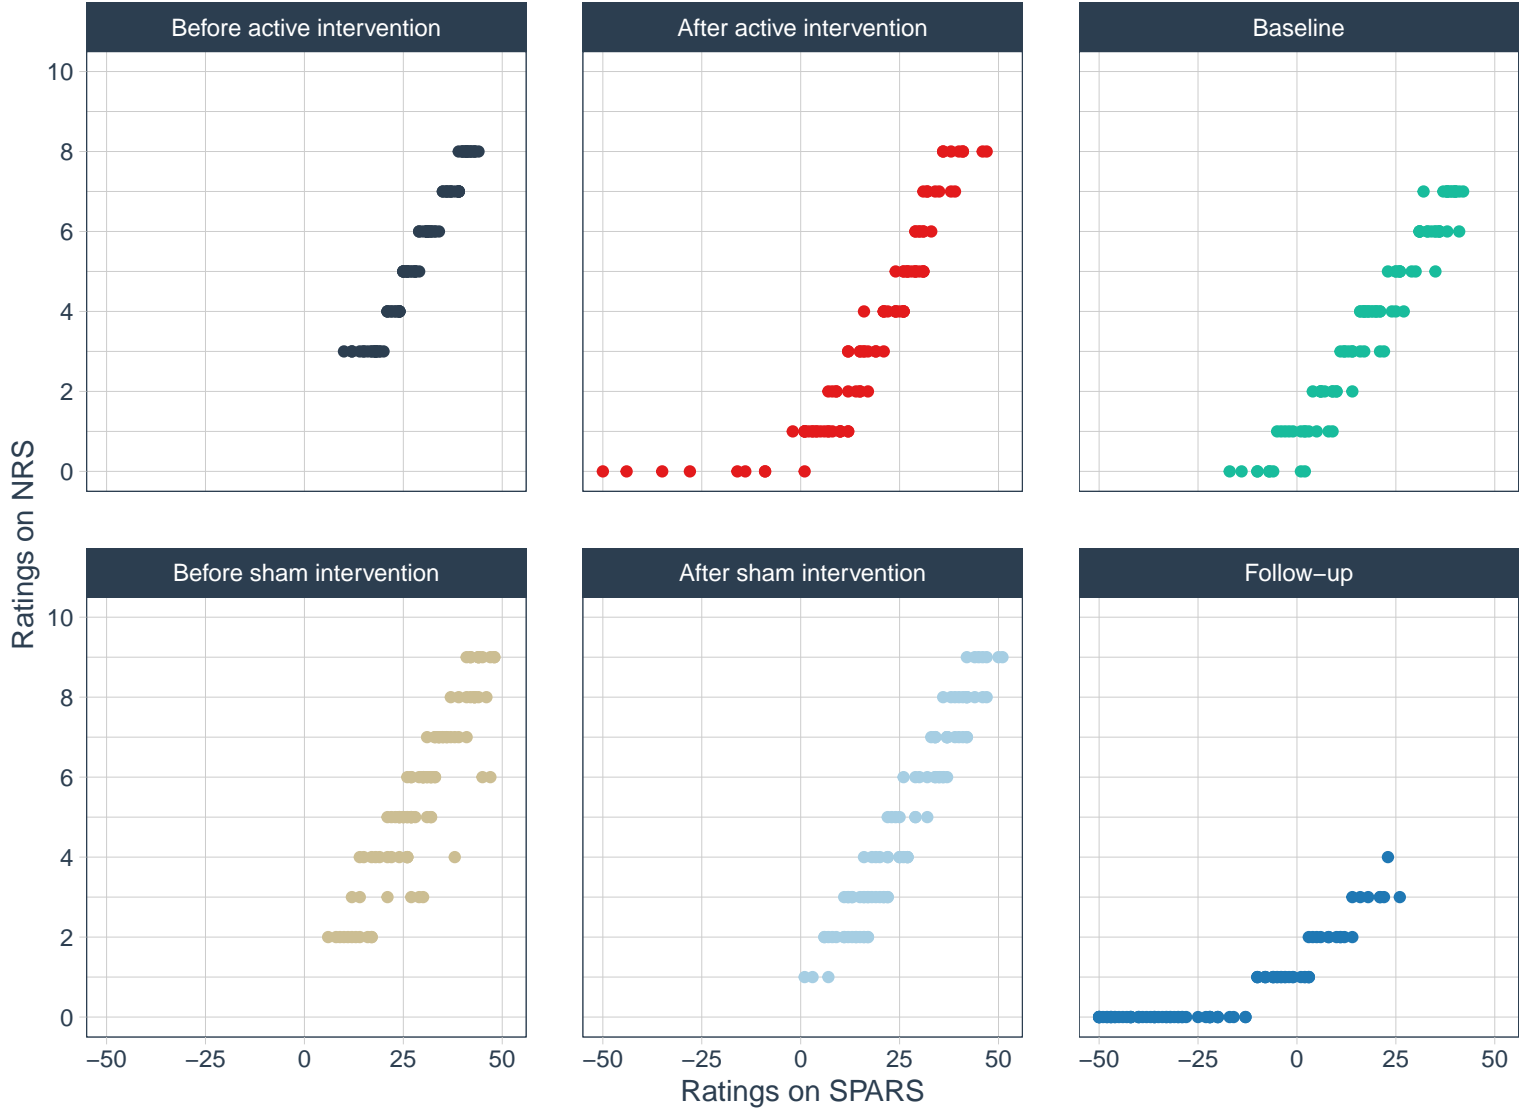 Before active intervention
After active intervention
Baseline
10
8
6
4
2
0
Ratings on NRS
Before sham intervention
After sham intervention
Follow−up
10
8
6
4
2
0
−50 −25 0 25 50
−50 −25 0 25 50
−50 −25 0 25 50
Ratings on SPARS